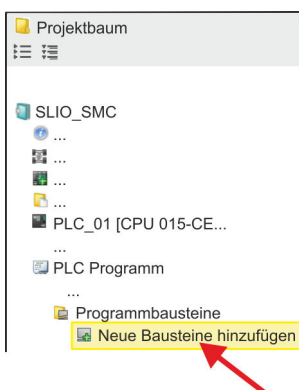 Projektbaum
SLIO_SMC
...
...
...
...
PLC_01 [CPU 015-CE...
...
PLC Programm
...
Programmbausteine
Neue Bausteine hinzufügen